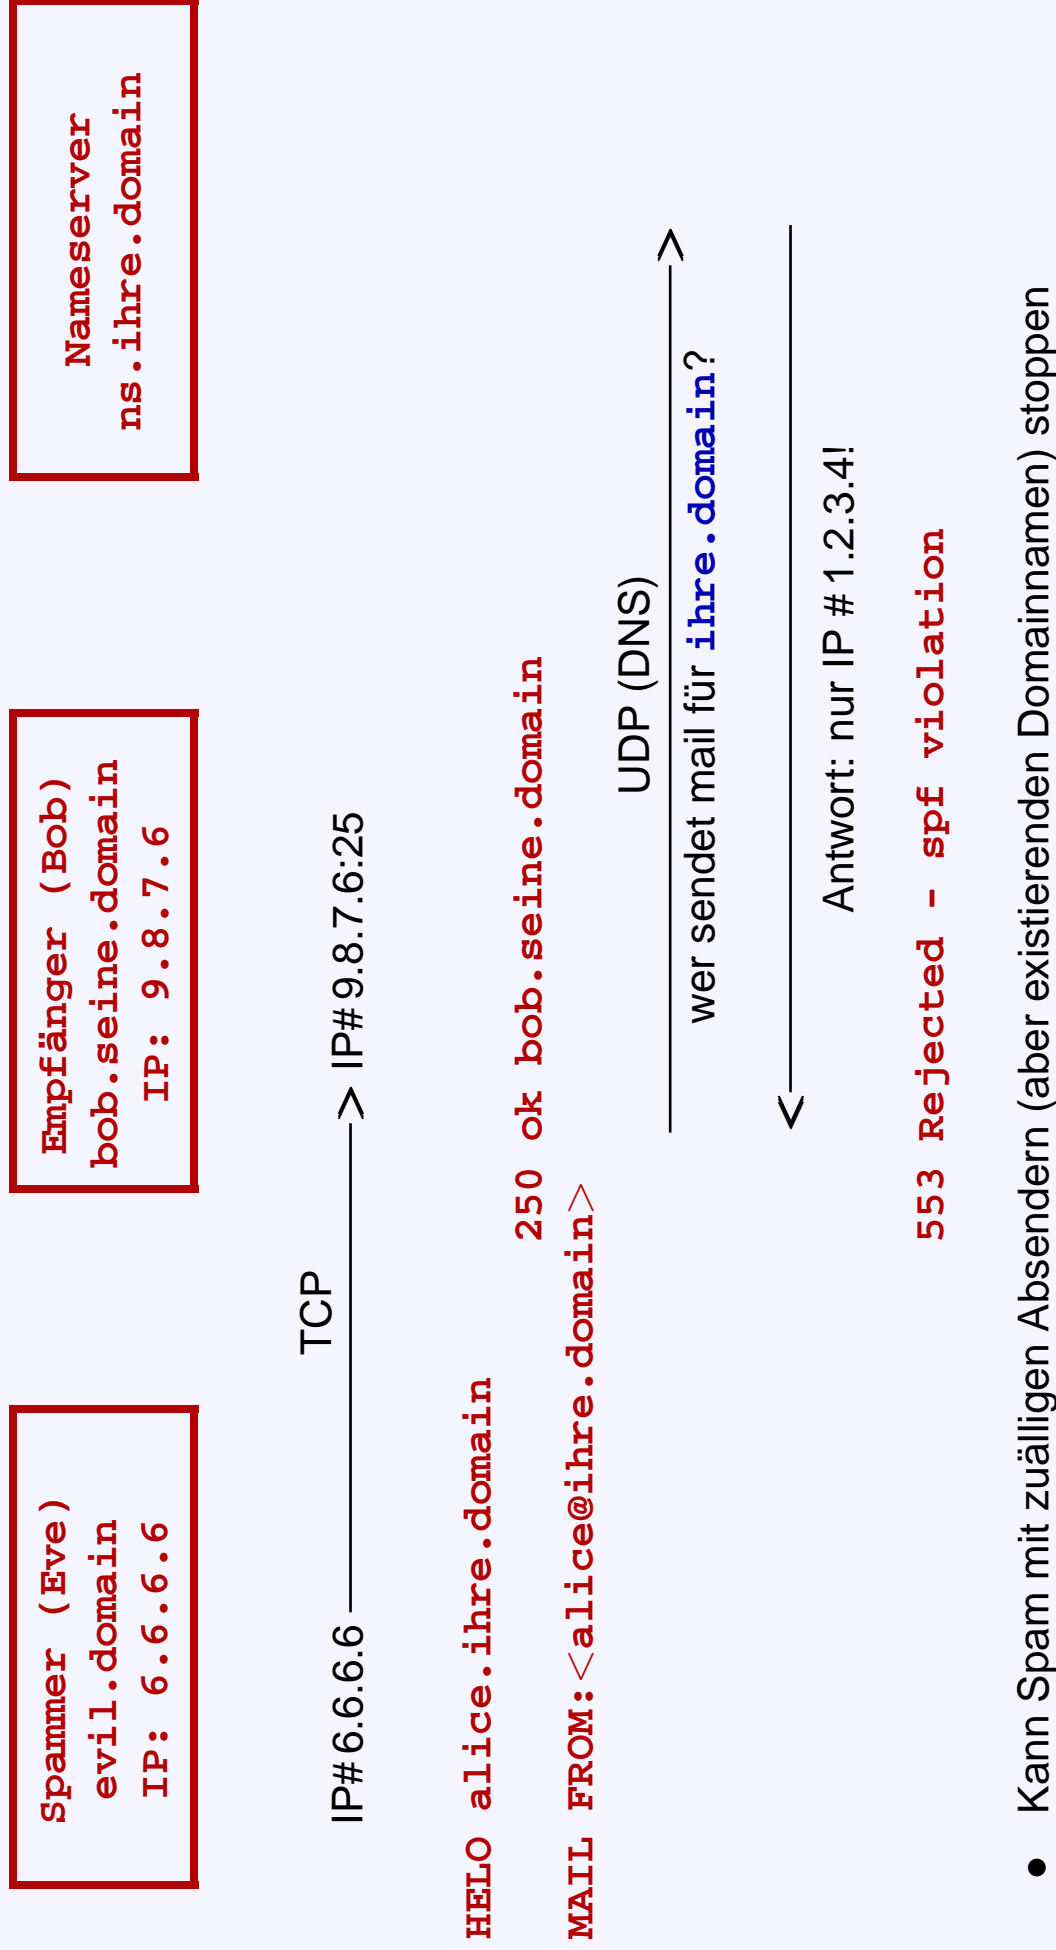 Spammer (Eve)
evil.domain
IP: 6.6.6.6
Empfänger (Bob)
bob.seine.domain
IP: 9.8.7.6
Nameserver
ns.ihre.domain
TCP
IP# 6.6.6.6 > IP# 9.8.7.6:25
HELO alice.ihre.domain
250 ok bob.seine.domain
MAIL FROM:<alice@ihre.domain>
UDP (DNS)
wer sendet mail für ihre.domain?
Antwort: nur IP # 1.2.3.4!
553 Rejected - spf violation
• Kann Spam mit zuälligen Absendern (aber existierenden Domainnamen) stoppen